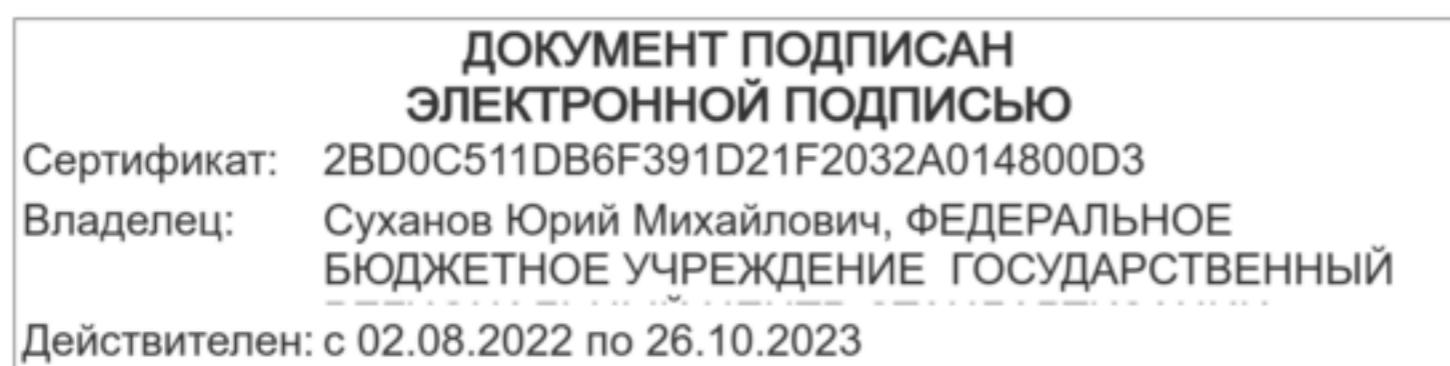 ДОКУМЕНТ ПОДПИСАН
ЭЛЕКТРОННОЙ ПОДПИСЬЮ
Сертификат: 2BD0C511DB6F391D21F2032A014800D3
Владелец: Суханов Юрий Михайлович, ФЕДЕРАЛЬНОЕ
БЮДЖЕТНОЕ УЧРЕЖДЕНИЕ ГОСУДАРСТВЕННЫЙ
Действителен: с 02.08.2022 по 26.10.2023